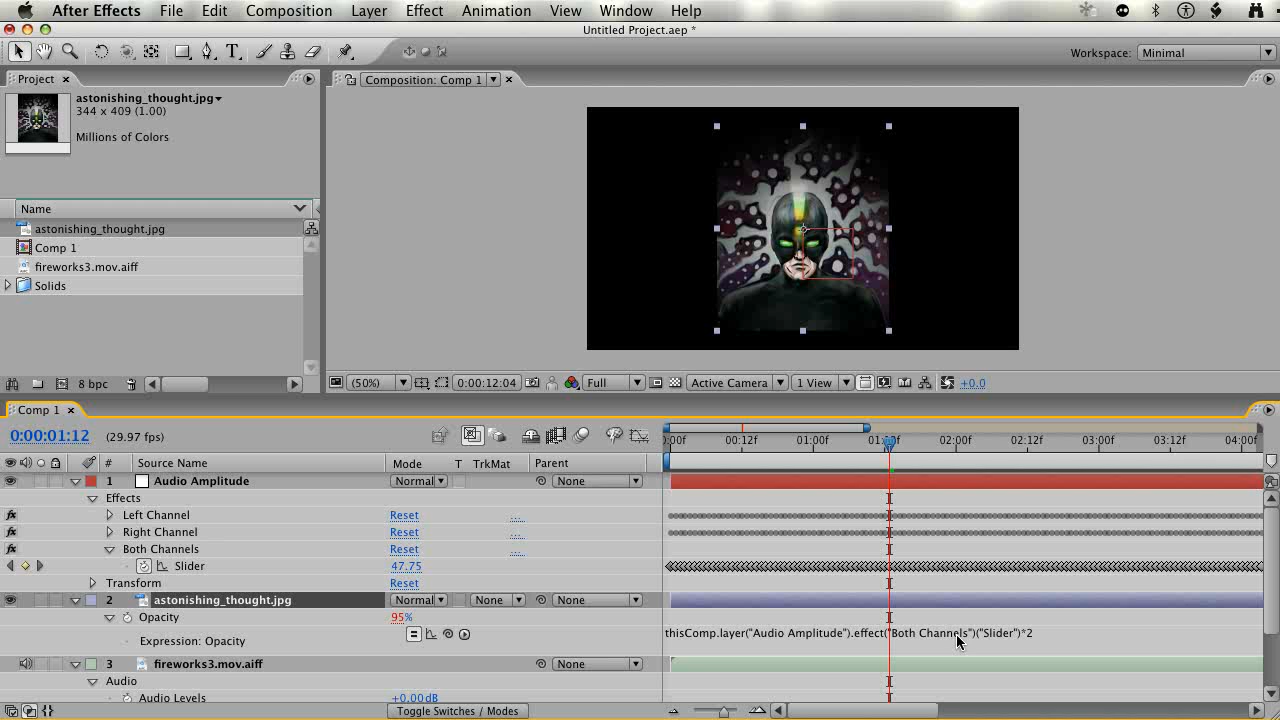 After Effects File Edit Composition Layer Effect Animation View Window Help
Untitled Project.aep *
Workspace: Minimal
Project
Composition: Comp 1
astonishing_thought.jpg
344 x 409 (1.00)
Millions of Colors
Name
astonishing_thought.jpg
Comp 1
fireworks3.mov.aiff
Solids
8 bpc
(50%) 0:00:12:04 Full Active Camera 1 View +0.0
Comp 1
0:00:01:12 (29.97 fps)
:00f 00:12f 01:00f 02:00f 02:12f 03:00f 03:12f 04:00f
# Source Name Mode T TrkMat Parent
1 Audio Amplitude Normal None
Effects
Left Channel Reset ...
Right Channel Reset ...
Both Channels Reset ...
Slider 47.75
Transform Reset
2 astonishing_thought.jpg Normal None None
Opacity 95%
Expression: Opacity thisComp.layer("Audio Amplitude").effect("Both Channels")("Slider")*2
3 fireworks3.mov.aiff None
Audio
Audio Levels +0.00dB
Toggle Switches / Modes